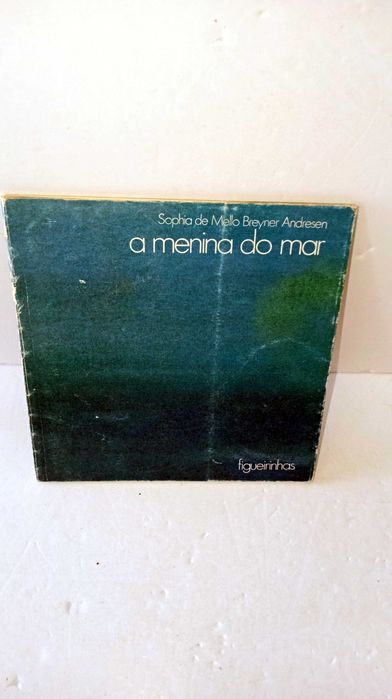 Sophia de Mello Breyner Andresen
a menina do mar
figueirinhas